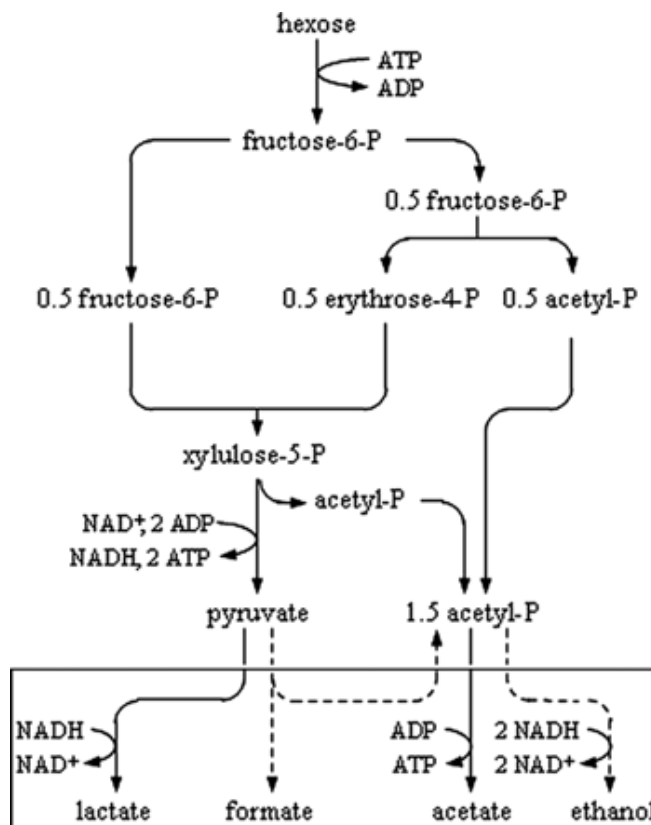 hexose
ATP
ADP
fructose-6-P
0.5 fructose-6-P
0.5 fructose-6-P 0.5 erythrose-4-P 0.5 acetyl-P
xylulose-5-P
acetyl-P
NAD+, 2 ADP
NADH, 2 ATP
pyruvate 1.5 acetyl-P
NADH ADP 2 NADH
NAD+ ATP 2 NAD+
lactate formate acetate ethanol